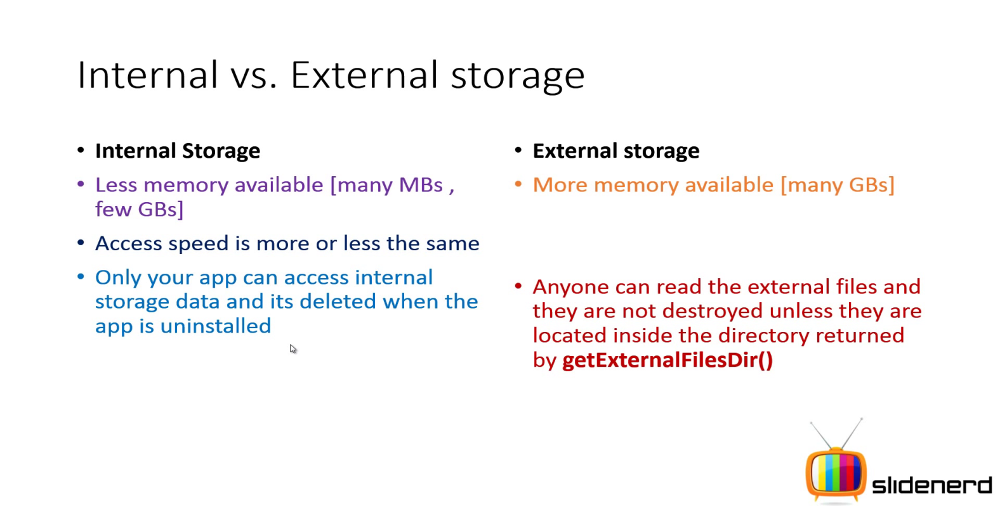 Internal vs. External storage
• Internal Storage
• Less memory available [many MBs ,
few GBs]
• Access speed is more or less the same
• Only your app can access internal
storage data and its deleted when the
app is uninstalled
• External storage
• More memory available [many GBs]
• Anyone can read the external files and
they are not destroyed unless they are
located inside the directory returned
by getExternalFilesDir()
slidenerd